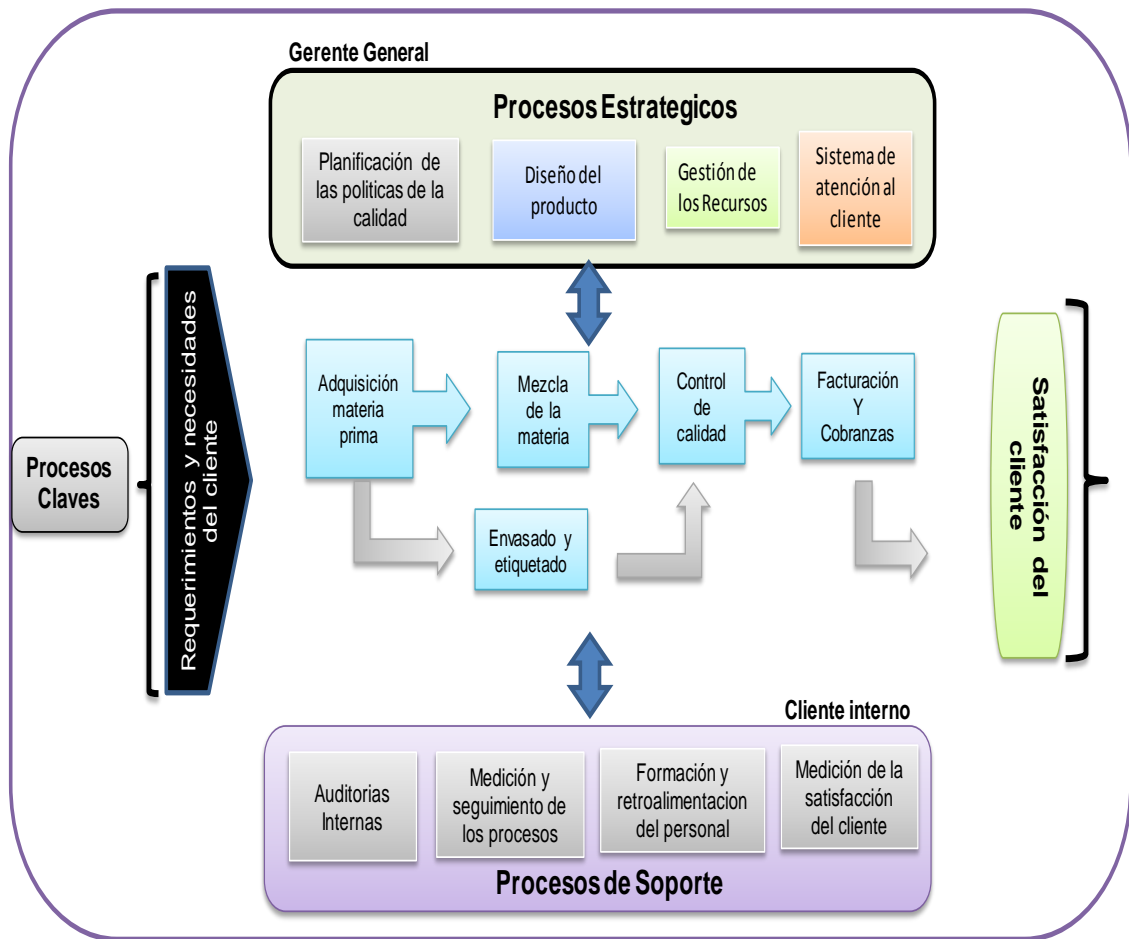 Gerente General
Procesos Estrategicos
Planificación de
las politicas de la
calidad
Diseño del
producto
Gestión de
los Recursos
Sistema de
atención al
cliente
Procesos
Claves
Requerimientos y necesidades
del cliente
Adquisición
materia
prima
Mezcla
de la
materia
Control
de
calidad
Facturación
Y
Cobranzas
Envasado y
etiquetado
Satisfacción del
cliente
Cliente interno
Auditorias
Internas
Medición y
seguimiento de
los procesos
Formación y
retroalimentacion
del personal
Medición de la
satisfacción
del cliente
Procesos de Soporte